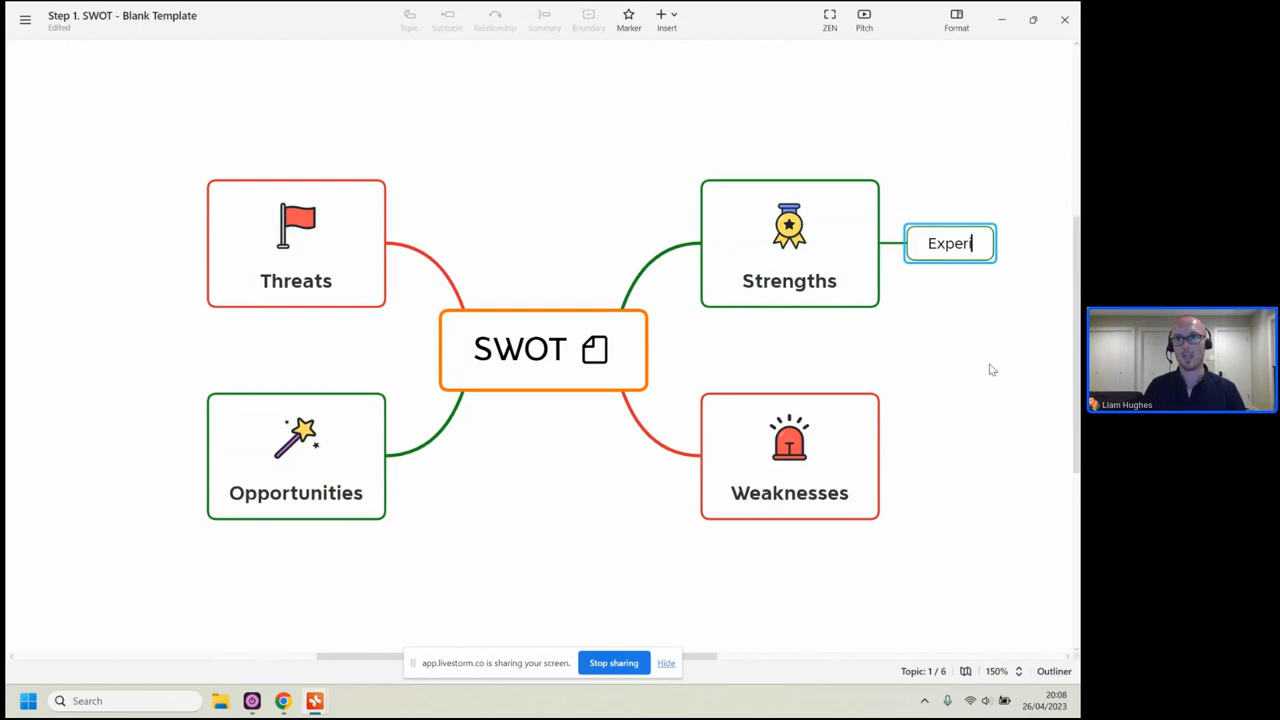 Step 1. SWOT - Blank Template
Edited
Topic
Subtopic
Relationship
Summary
Boundary
Marker
Insert
ZEN
Pitch
Format
Threats
Strengths
Experi
SWOT
Opportunities
Weaknesses
Liam Hughes
app.livestorm.co is sharing your screen.
Stop sharing
Hide
Topic: 1 / 6
150%
Outliner
Search
20:08
26/04/2023